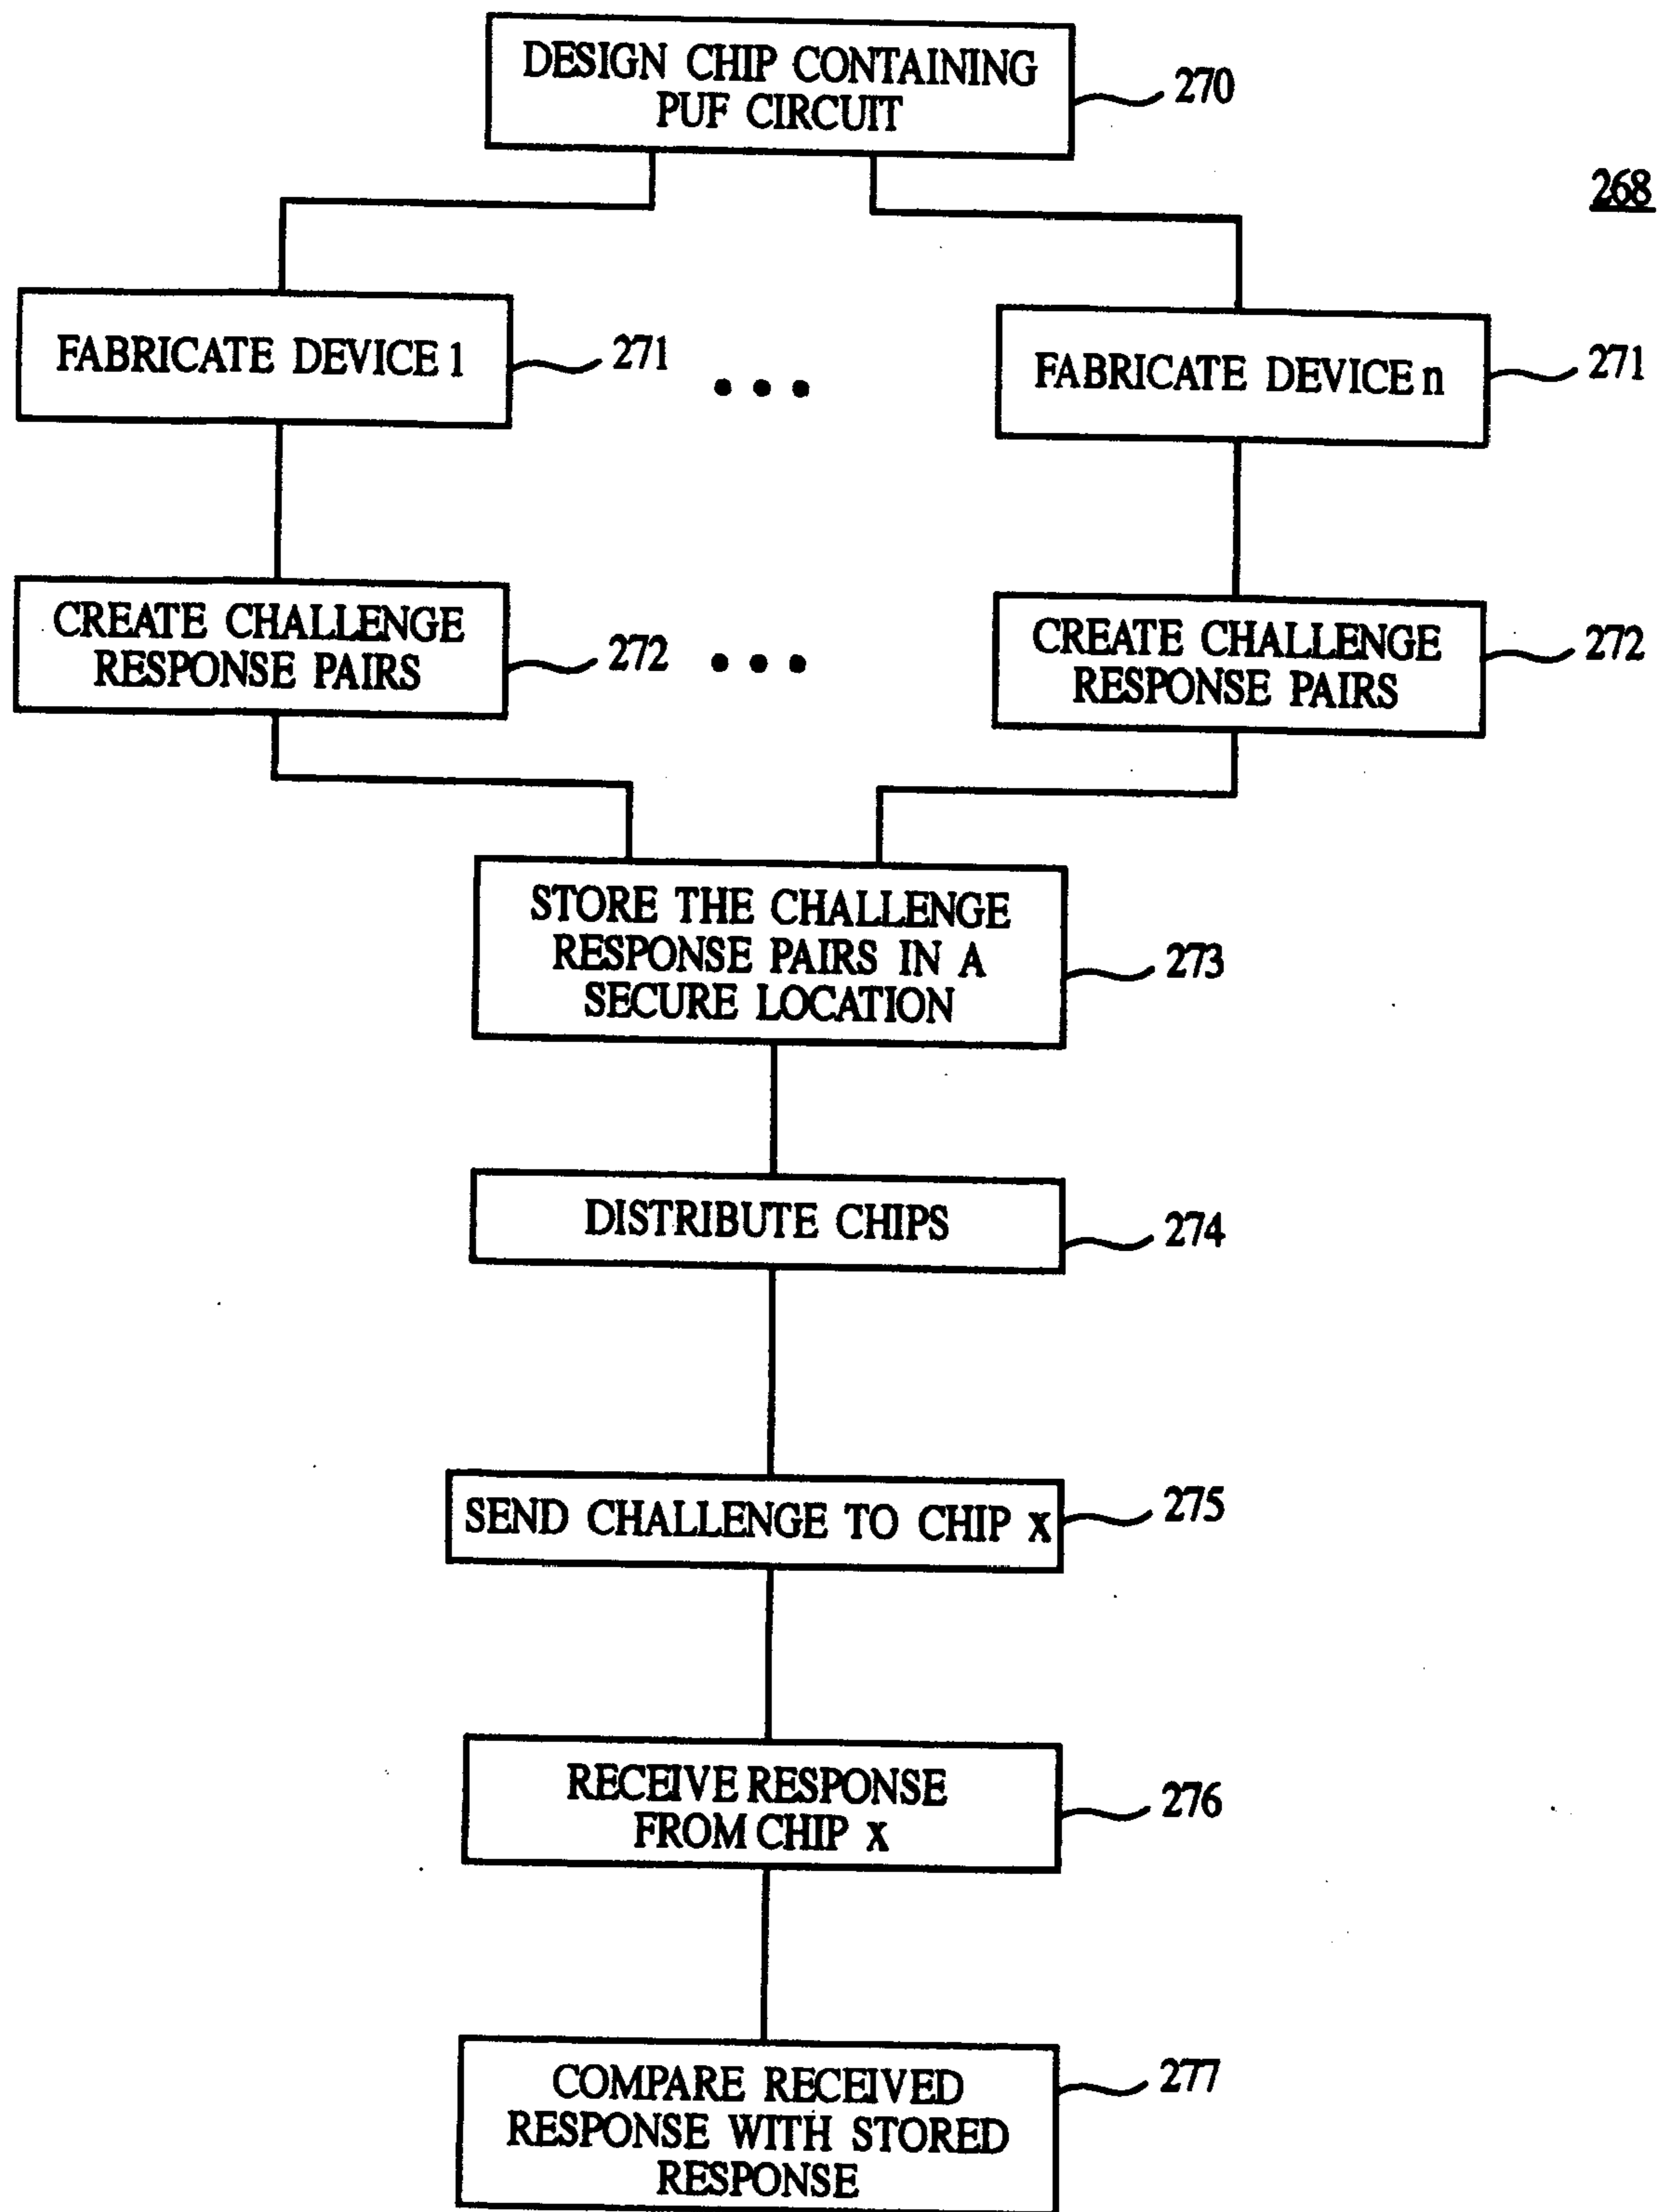 DESIGN CHIP CONTAINING
PUF CIRCUIT
270
268
FABRICATE DEVICE 1
271
FABRICATE DEVICE n
271
CREATE CHALLENGE
RESPONSE PAIRS
272
CREATE CHALLENGE
RESPONSE PAIRS
272
STORE THE CHALLENGE
RESPONSE PAIRS IN A
SECURE LOCATION
273
DISTRIBUTE CHIPS
274
SEND CHALLENGE TO CHIP x
275
RECEIVE RESPONSE
FROM CHIP x
276
COMPARE RECEIVED
RESPONSE WITH STORED
RESPONSE
277